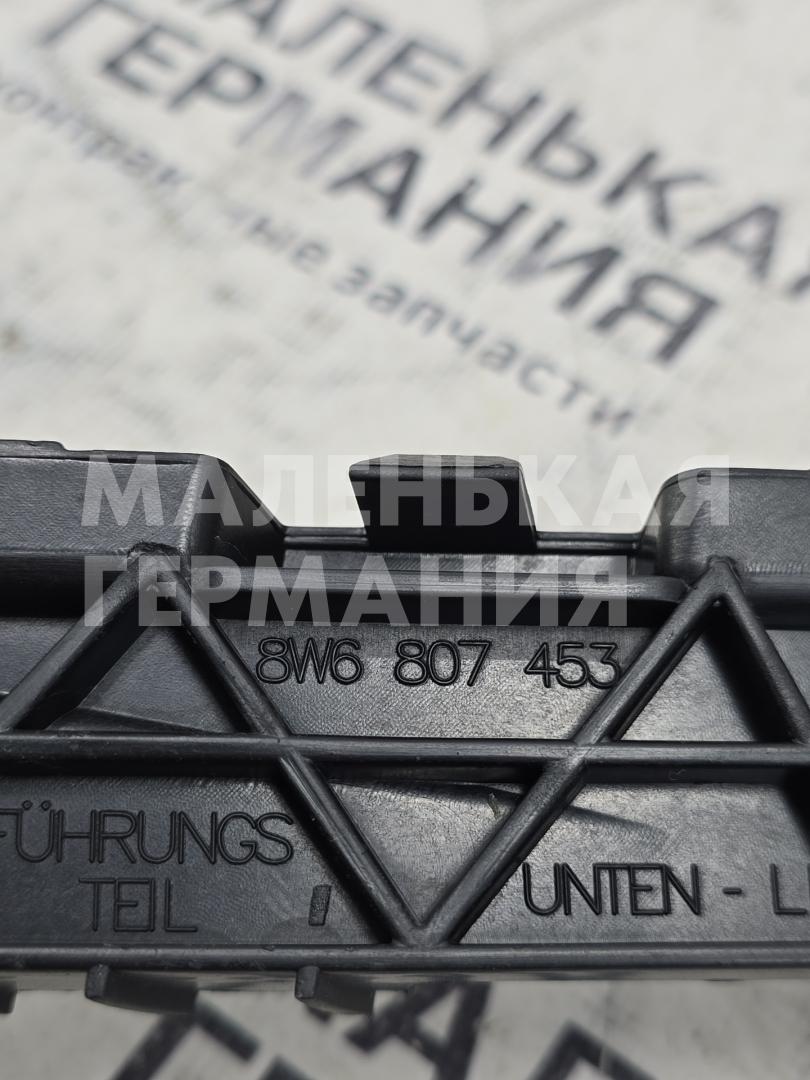 МАЛЕНЬКАЯ
ГЕРМАНИЯ
запчасти
МАЛЕНЬКАЯ
ГЕРМАНИЯ
8W6 807 453
FÜHRUNGS
TEIL
UNTEN - L